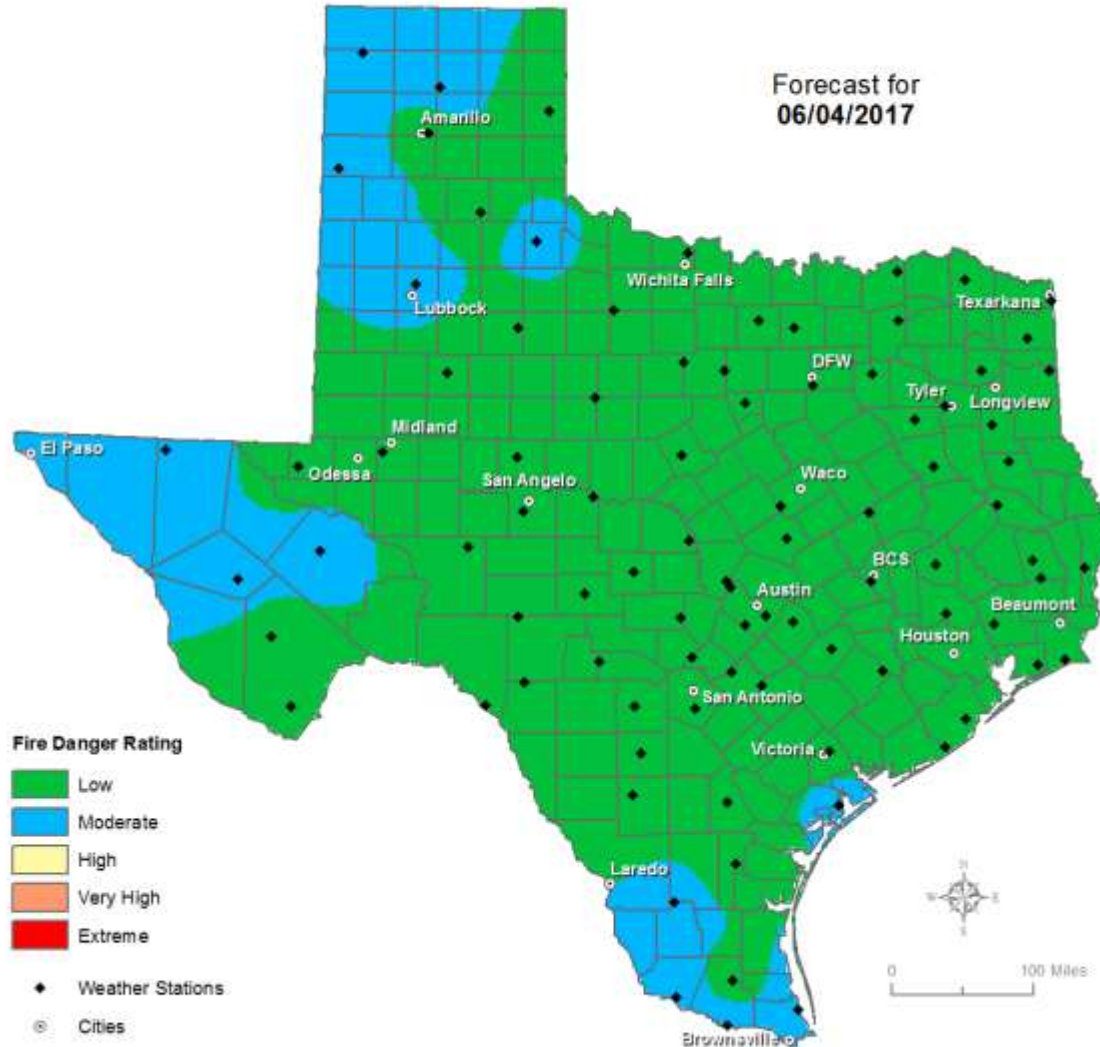 Forecast for
06/04/2017
Amarillo
Wichita Falls
Lubbock
Texarkana
DFW
Tyler
Longview
Midland
El Paso
Odessa
San Angelo
Waco
BCS
Austin
Beaumont
Houston
San Antonio
Victoria
Laredo
Brownsville
Fire Danger Rating
Low
Moderate
High
Very High
Extreme
Weather Stations
Cities
N
W
E
S
0 100 Miles